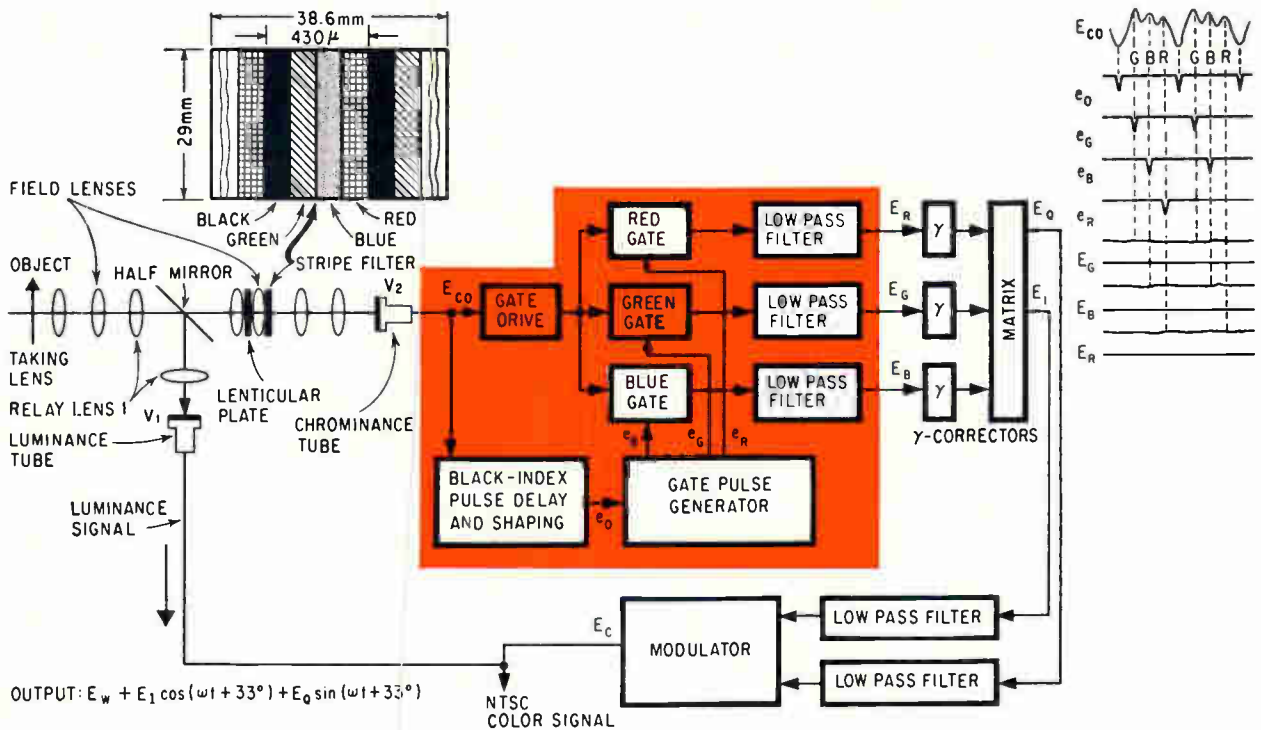 38.6mm
430μ
29mm
BLACK
GREEN
BLUE
RED
FIELD LENSES
STRIPE FILTER
OBJECT
HALF MIRROR
TAKING
LENS
RELAY LENS
LENTICULAR
PLATE
V2
CHROMINANCE
TUBE
V1
LUMINANCE
TUBE
LUMINANCE
SIGNAL
ECO
GATE
DRIVE
RED
GATE
GREEN
GATE
BLUE
GATE
LOW PASS
FILTER
LOW PASS
FILTER
LOW PASS
FILTER
ER
EG
EB
γ
γ
γ
γ-CORRECTORS
MATRIX
EQ
EI
BLACK-INDEX
PULSE DELAY
AND SHAPING
eO
GATE PULSE
GENERATOR
eG
eR
LOW PASS FILTER
LOW PASS FILTER
MODULATOR
EC
NTSC
COLOR SIGNAL
OUTPUT: EW + EI cos(ωt + 33°) + EQ sin(ωt + 33°)
ECO
G B R G B R
eO
eG
eB
eR
EG
EB
ER